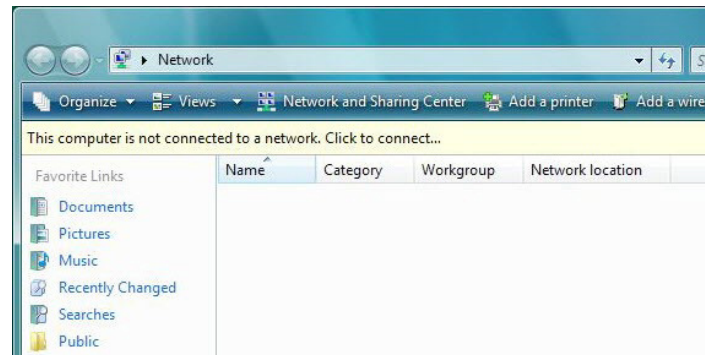 Network
Organize Views Network and Sharing Center Add a printer Add a wire
This computer is not connected to a network. Click to connect...
Favorite Links
Name Category Workgroup Network location
Documents
Pictures
Music
Recently Changed
Searches
Public